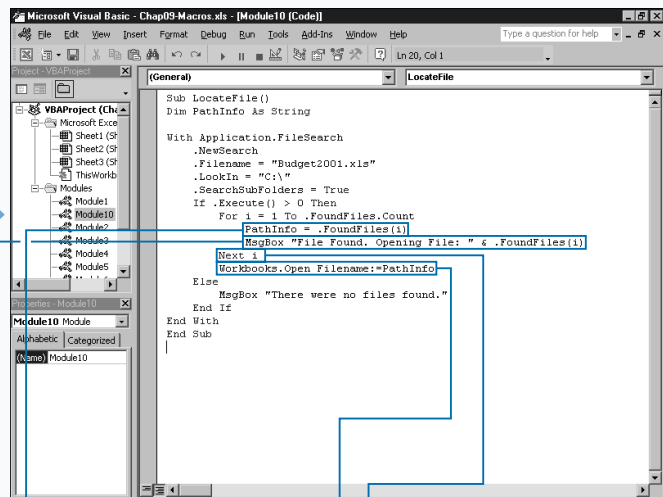 Microsoft Visual Basic - Chap09-Macros.xls - [Module10 (Code)]
File Edit View Insert Format Debug Run Tools Add-Ins Window Help Type a question for help
Ln 20, Col 1
Project - VBAProject
(General) LocateFile
VBAProject (Cha
Microsoft Exce
Sheet1 (Sh
Sheet2 (Sh
Sheet3 (Sh
ThisWorkb
Modules
Module1
Module10
Module2
Module3
Module4
Module5
Properties - Module10
Module10 Module
Alphabetic Categorized
(Name) Module10
Sub LocateFile()
Dim PathInfo As String
With Application.FileSearch
.NewSearch
.Filename = "Budget2001.xls"
.LookIn = "C:\"
.SearchSubFolders = True
If .Execute() > 0 Then
For i = 1 To .FoundFiles.Count
PathInfo = .FoundFiles(i)
MsgBox "File Found. Opening File: " & .FoundFiles(i)
Next i
Workbooks.Open Filename:=PathInfo
Else
MsgBox "There were no files found."
End If
End With
End Sub